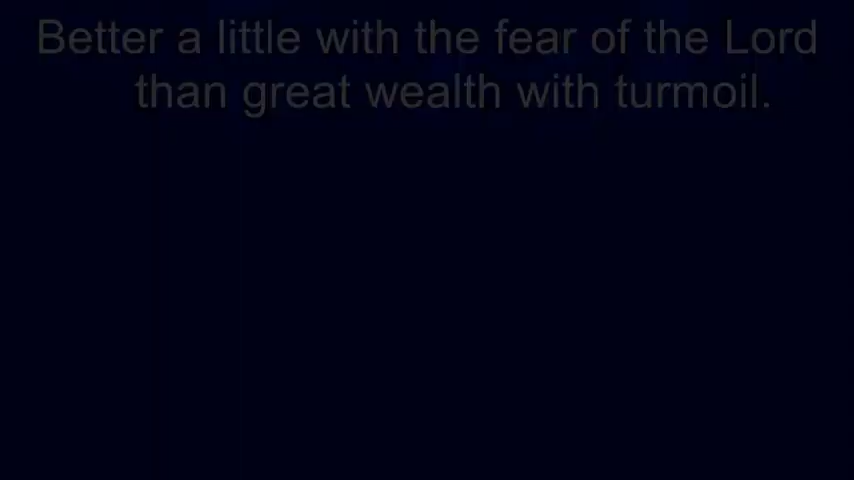 Better a little with the fear of the Lord
than great wealth with turmoil.